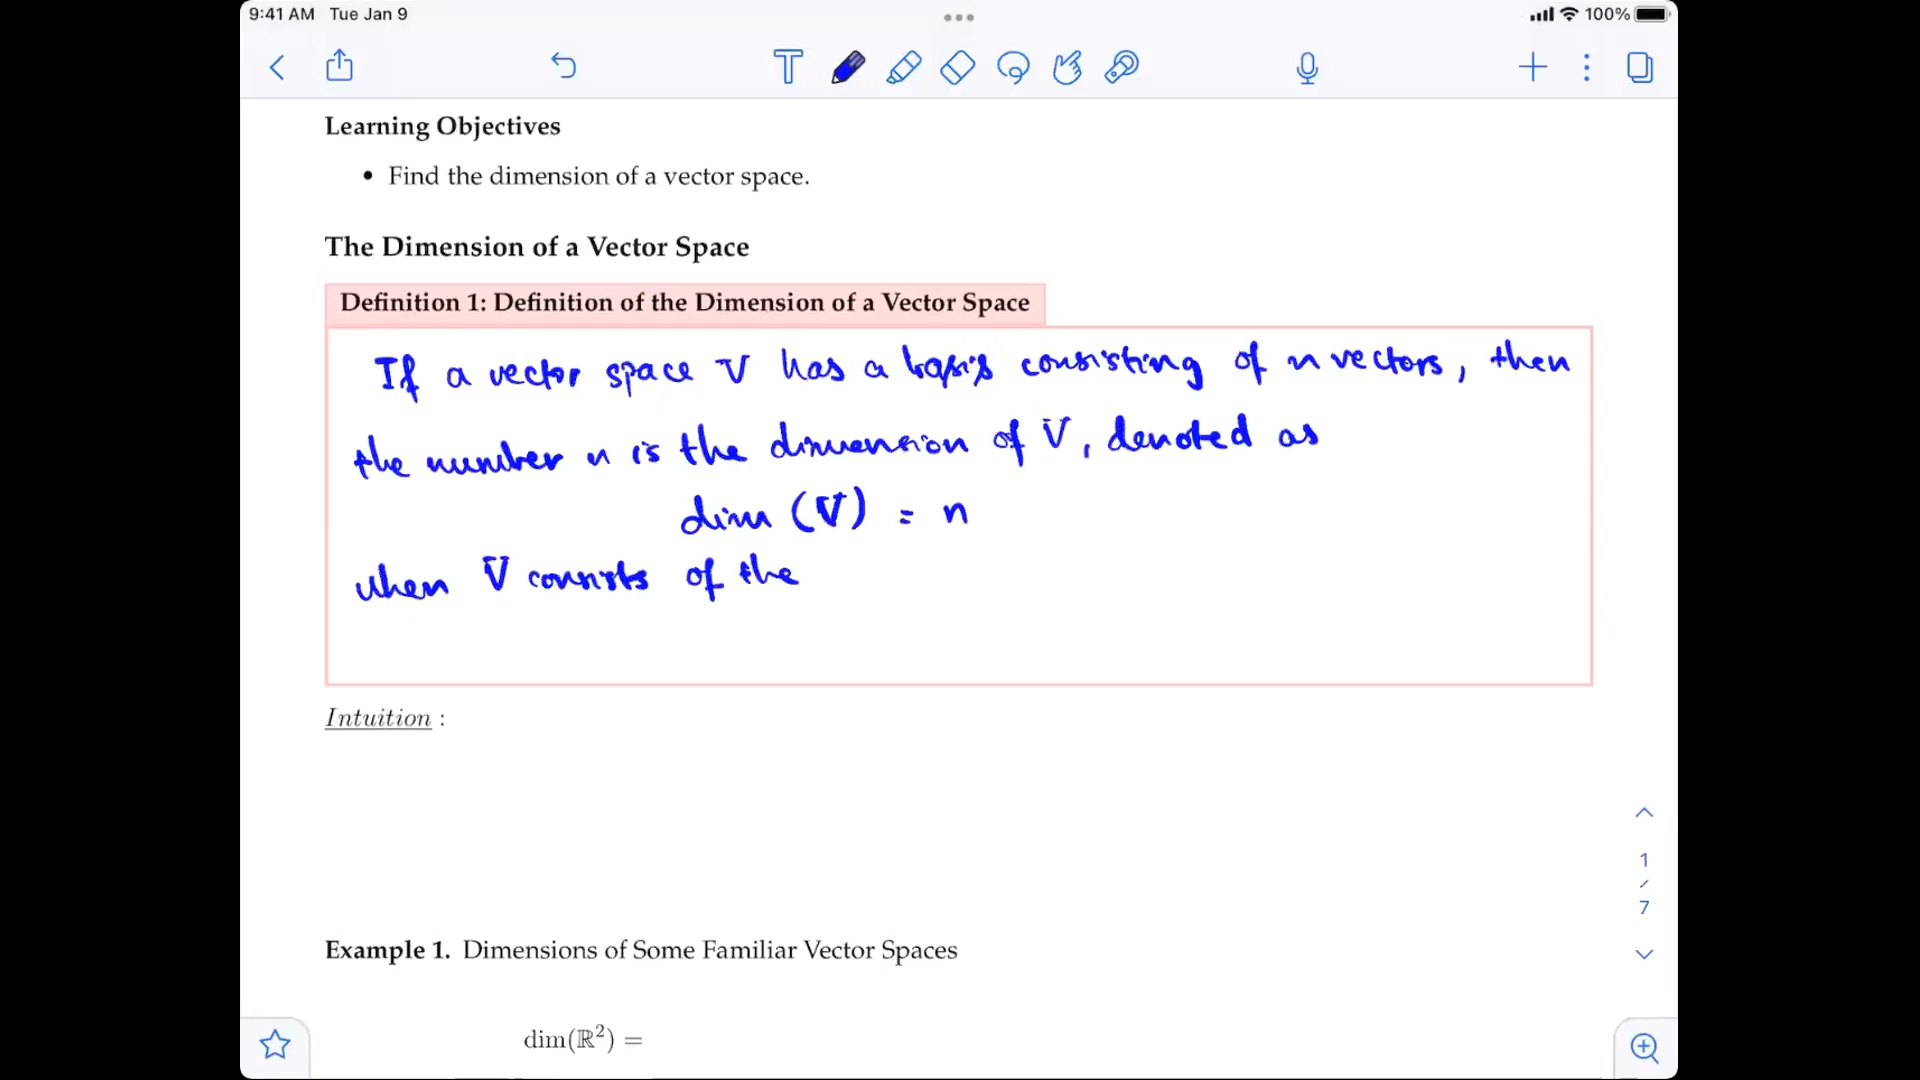 9:41 AM Tue Jan 9
100%
Learning Objectives
• Find the dimension of a vector space.
The Dimension of a Vector Space
Definition 1: Definition of the Dimension of a Vector Space
If a vector space V has a basis consisting of n vectors, then
the number n is the dimension of V, denoted as
dim (V) = n
when V consists of the
Intuition :
1
/
7
Example 1. Dimensions of Some Familiar Vector Spaces
dim(ℝ²) =